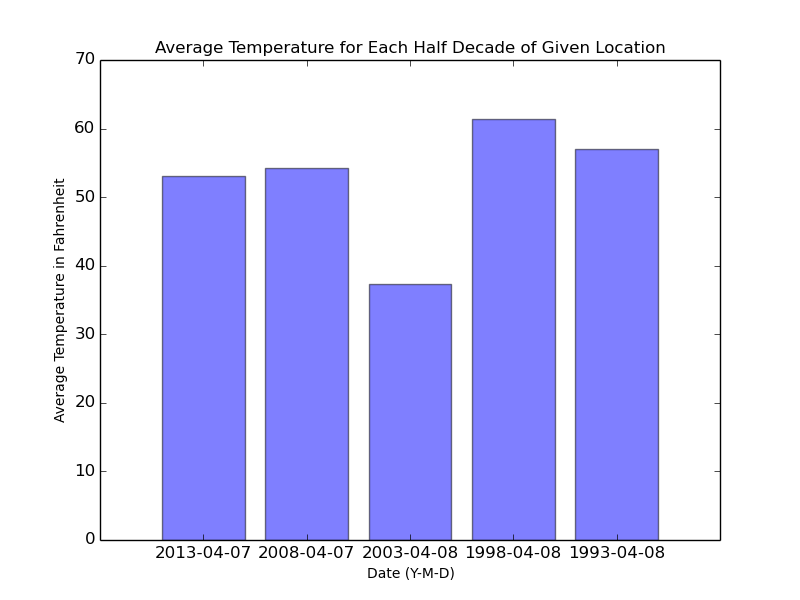 Average Temperature for Each Half Decade of Given Location
70
60
50
40
30
20
10
0
Average Temperature in Fahrenheit
2013-04-07 2008-04-07 2003-04-08 1998-04-08 1993-04-08
Date (Y-M-D)